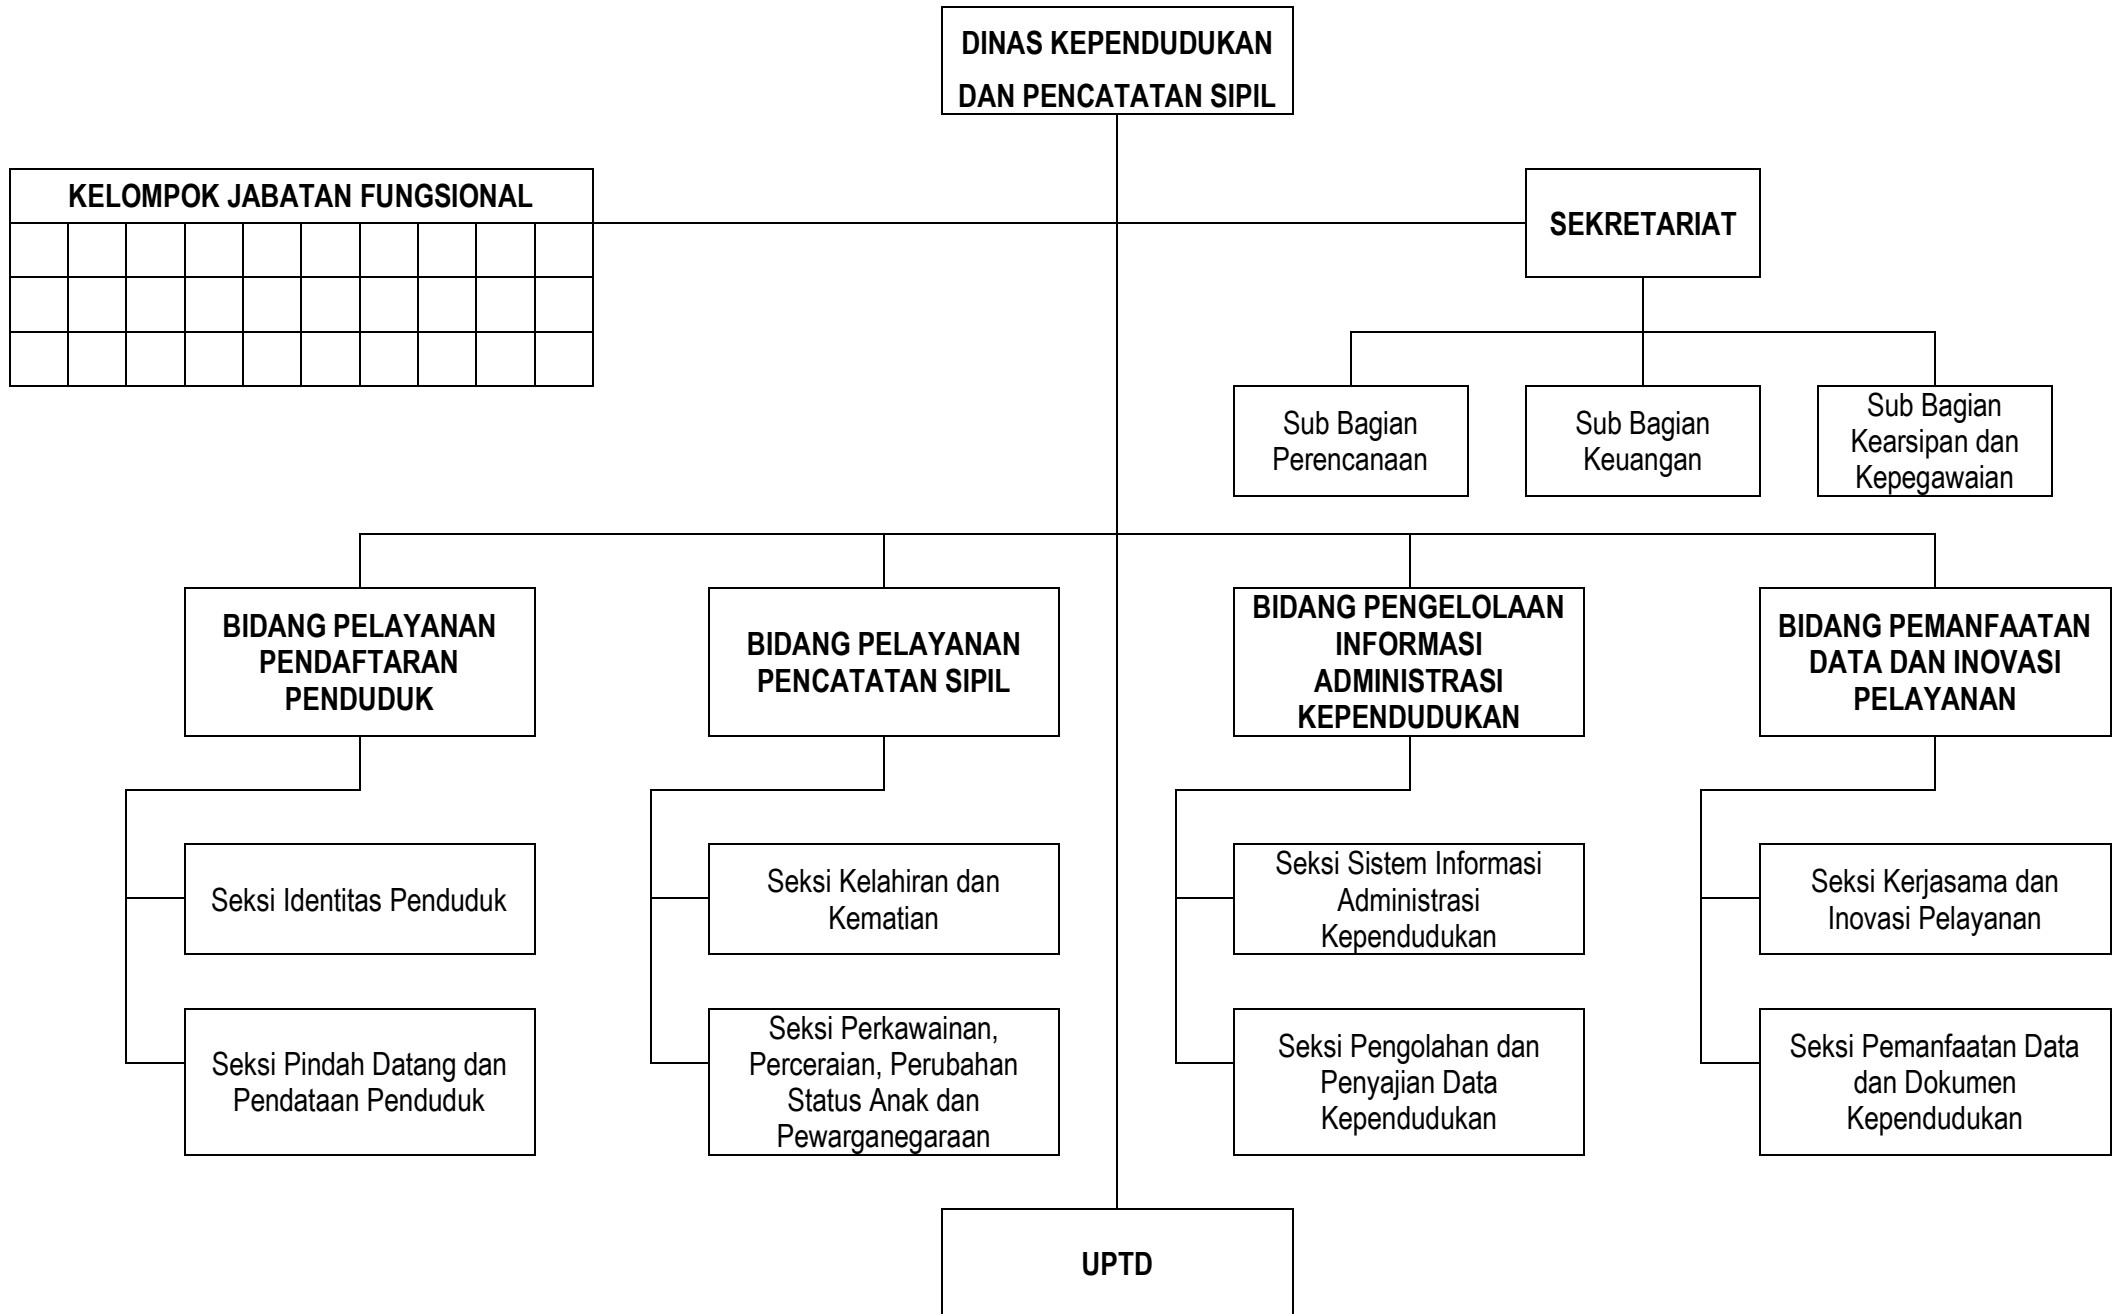 DINAS KEPENDUDUKAN
DAN PENCATATAN SIPIL
KELOMPOK JABATAN FUNGSIONAL
SEKRETARIAT
Sub Bagian
Perencanaan
Sub Bagian
Keuangan
Sub Bagian
Kearsipan dan
Kepegawaian
BIDANG PELAYANAN
PENDAFTARAN
PENDUDUK
BIDANG PELAYANAN
PENCATATAN SIPIL
BIDANG PENGELOLAAN
INFORMASI
ADMINISTRASI
KEPENDUDUKAN
BIDANG PEMANFAATAN
DATA DAN INOVASI
PELAYANAN
Seksi Identitas Penduduk
Seksi Kelahiran dan
Kematian
Seksi Sistem Informasi
Administrasi
Kependudukan
Seksi Kerjasama dan
Inovasi Pelayanan
Seksi Pindah Datang dan
Pendataan Penduduk
Seksi Perkawainan,
Perceraian, Perubahan
Status Anak dan
Pewarganegaraan
Seksi Pengolahan dan
Penyajian Data
Kependudukan
Seksi Pemanfaatan Data
dan Dokumen
Kependudukan
UPTD